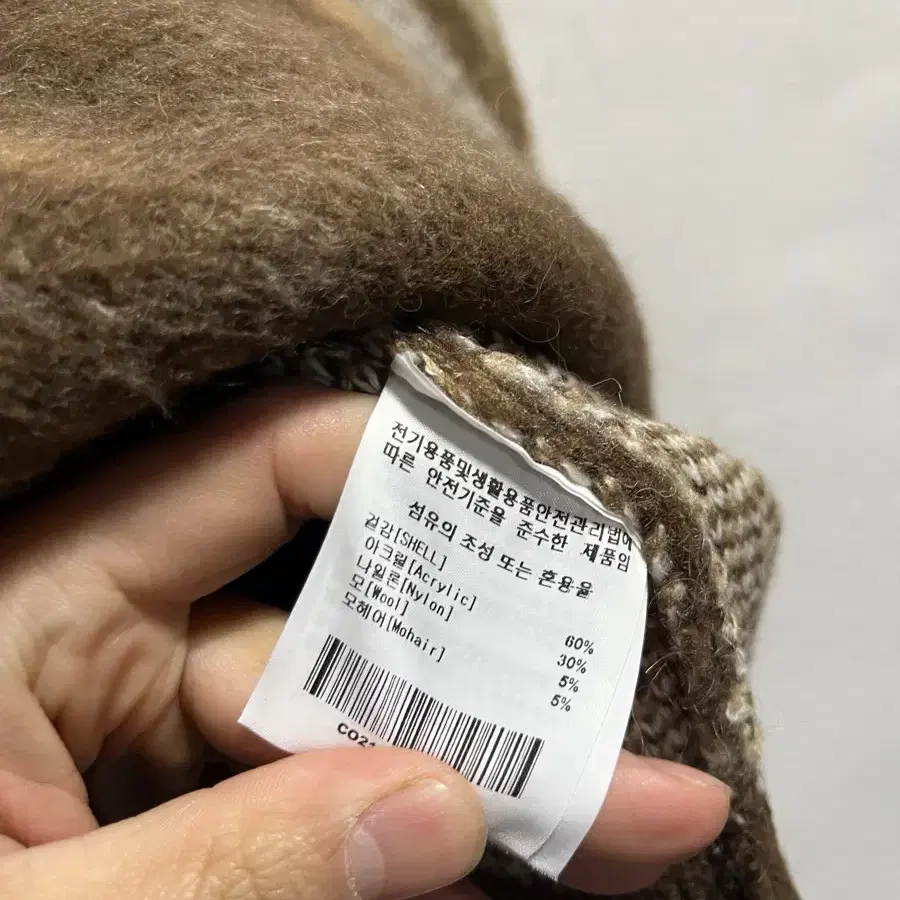 전기용품및생활용품안전관리법에
따른 안전기준을 준수한 제품임
섬유의 조성 또는 혼용율
겉감[SHELL]
아크릴[Acrylic] 60%
나일론[Nylon] 30%
모[Wool] 5%
모헤어[Mohair] 5%